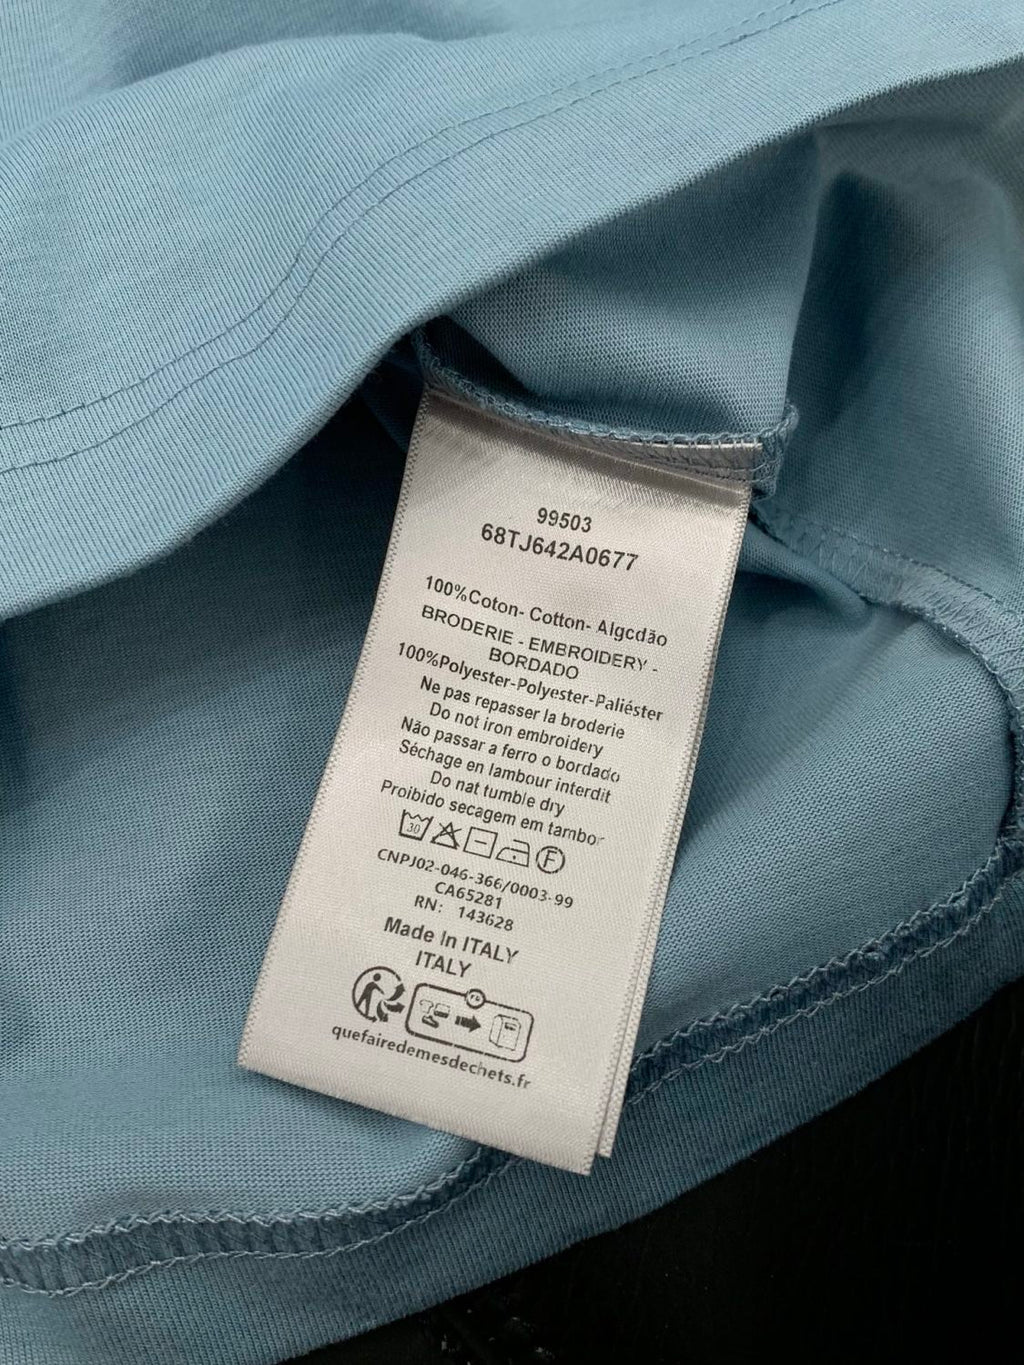 99503
68TJ642A0677
100%Coton- Cotton- Algcdão
BRODERIE - EMBROIDERY -
BORDADO
100%Polyester-Polyester-Paliéster
Ne pas repasser la broderie
Do not iron embroidery
Não passar a ferro o bordado
Séchage en lambour interdit
Do nat tumble dry
Proibido secagem em tambor
30 F
CNPJ02-046-366/0003-99
CA65281
RN: 143628
Made In ITALY
ITALY
FR
quefairedemesdechets.fr